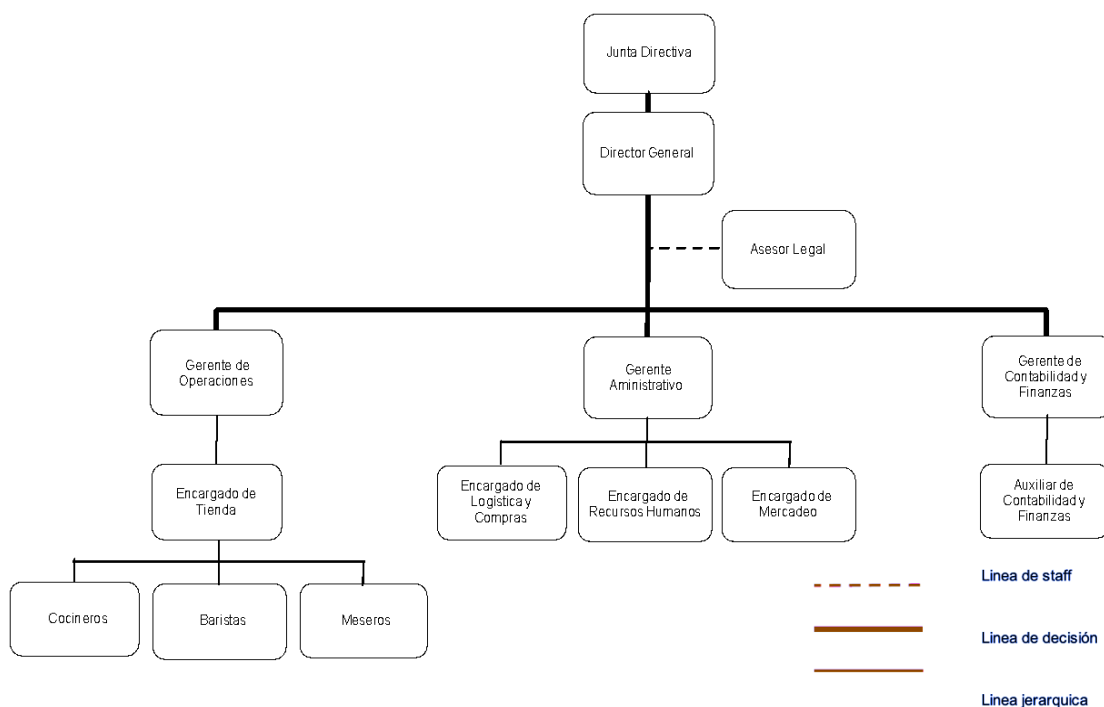 Junta Directiva
Director General
Asesor Legal
Gerente de
Operaciones
Gerente
Aministrativo
Gerente de
Contabilidad y
Finanzas
Encargado de
Tienda
Encargado de
Logística y
Compras
Encargado de
Recursos Humanos
Encargado de
Mercadeo
Auxiliar de
Contabilidad y
Finanzas
Cocineros
Baristas
Meseros
Linea de staff
Linea de decisión
Linea jerarquica